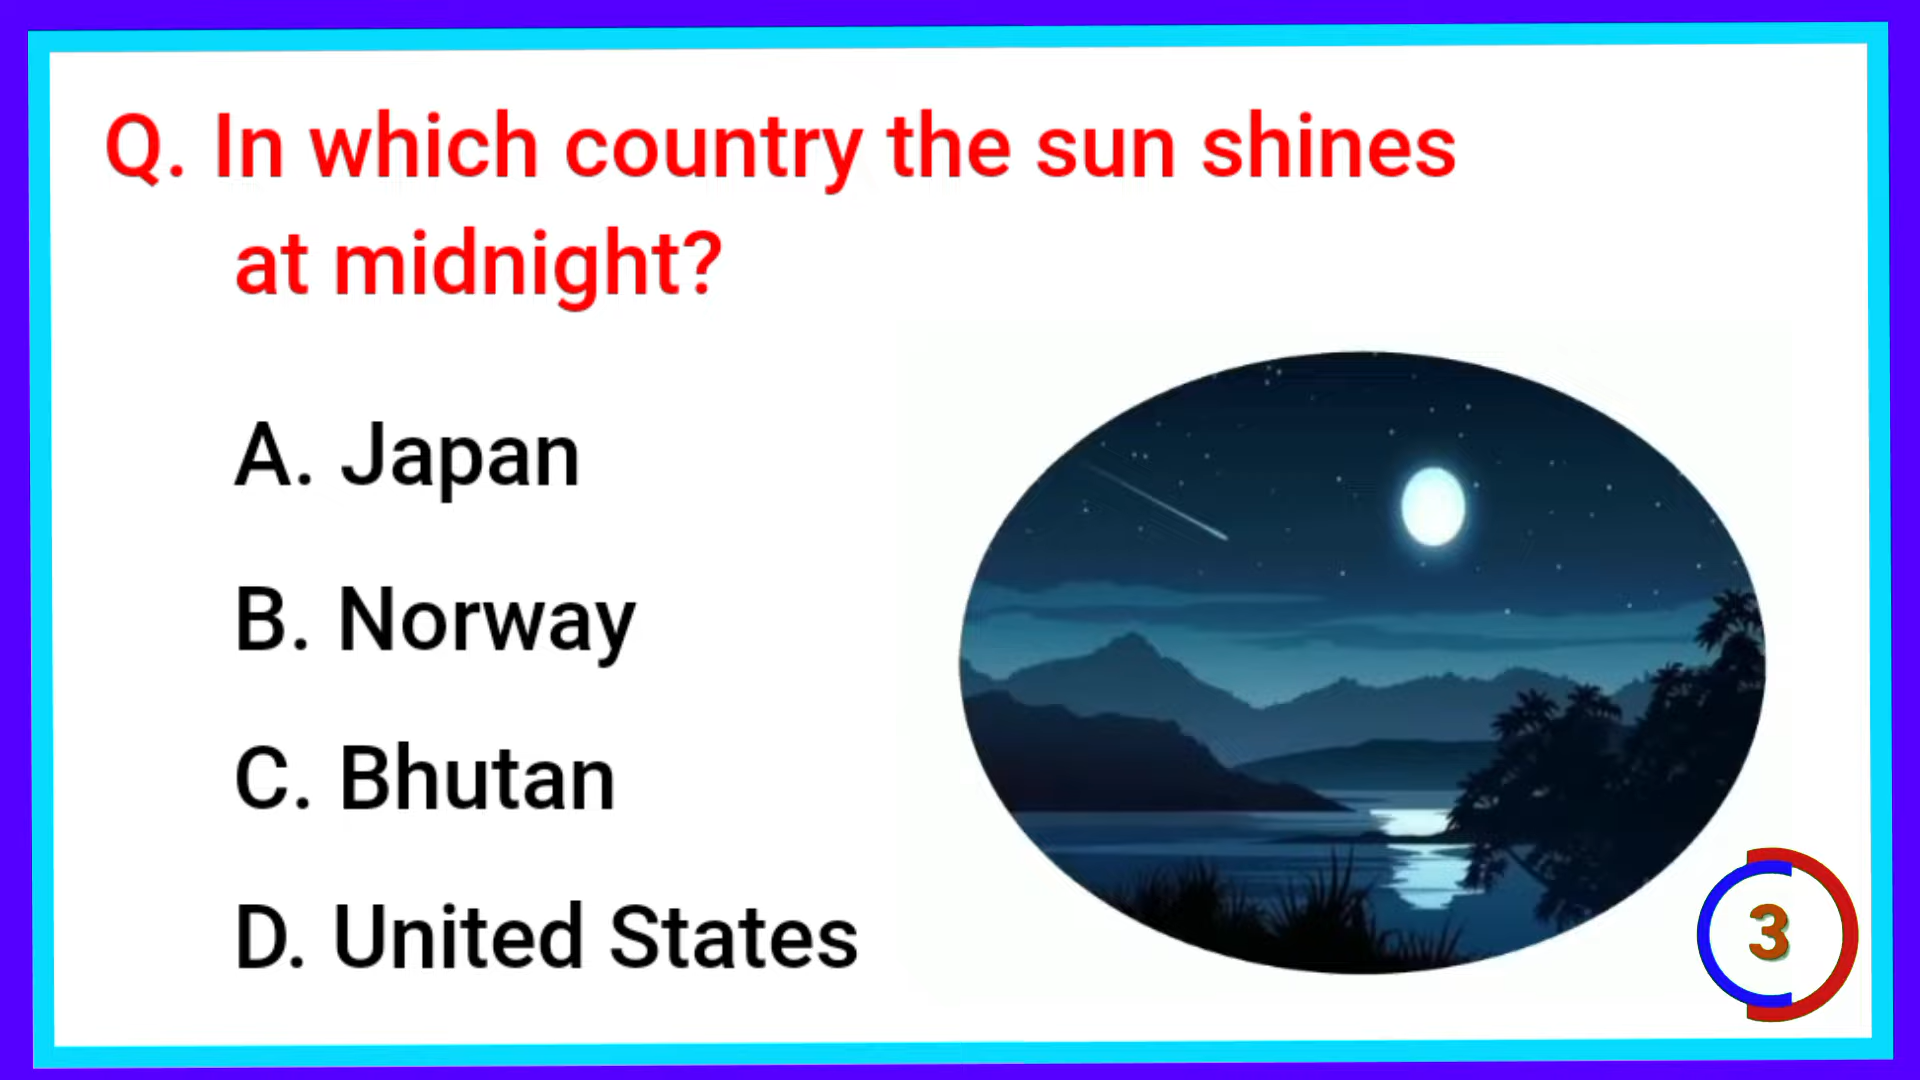 Q. In which country the sun shines
at midnight?
A. Japan
B. Norway
C. Bhutan
D. United States
3